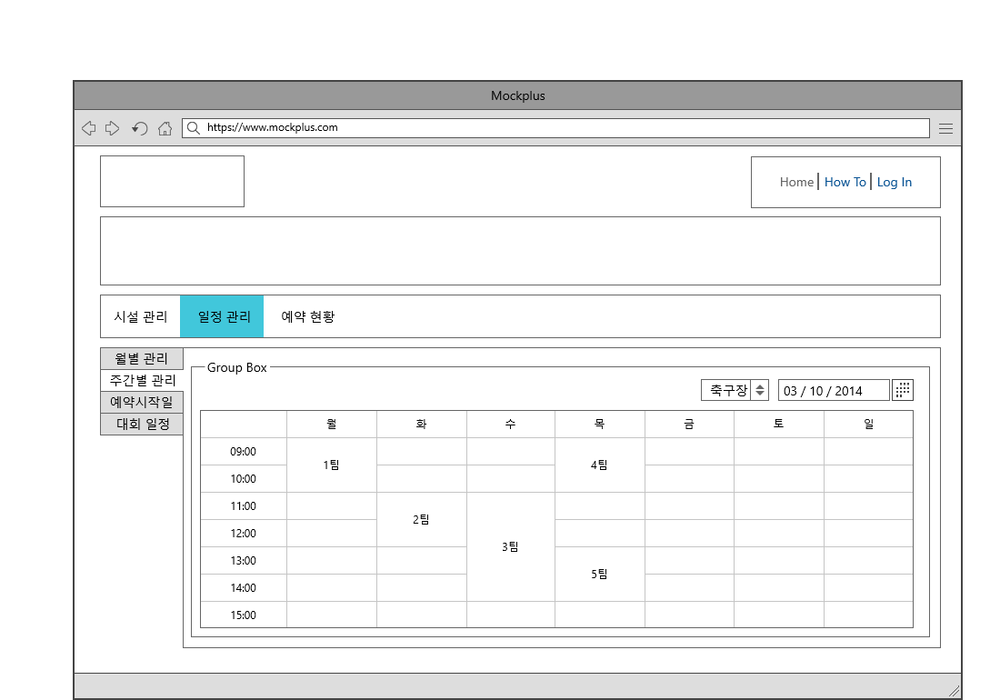 Mockplus
https://www.mockplus.com
Home How To Log In
시설 관리 일정 관리 예약 현황
월별 관리
주간별 관리
예약시작일
대회 일정
Group Box
축구장 03 / 10 / 2014
월 화 수 목 금 토 일
09:00
1팀 4팀
10:00
11:00
2팀
12:00
3팀
13:00
5팀
14:00
15:00